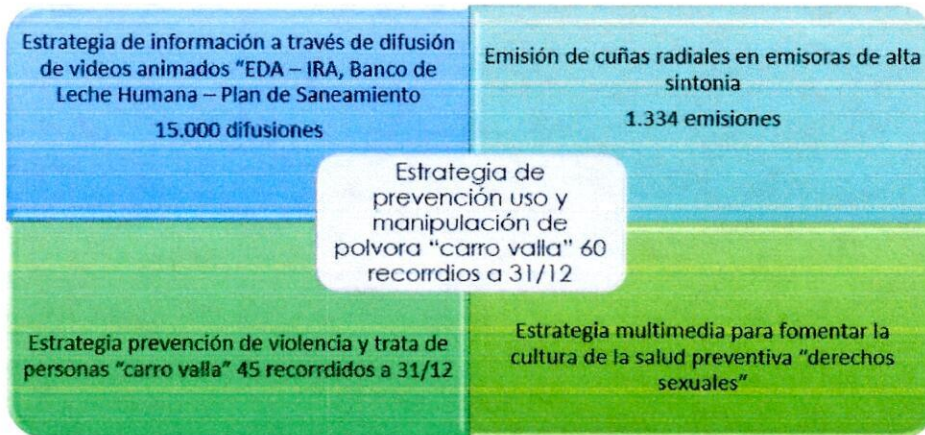 Estrategia de información a través de difusión
de videos animados "EDA – IRA, Banco de
Leche Humana – Plan de Saneamiento
15.000 difusiones
Emisión de cuñas radiales en emisoras de alta
sintonia
1.334 emisiones
Estrategia de
prevención uso y
manipulación de
polvora "carro valla" 60
recorrdios a 31/12
Estrategia prevención de violencia y trata de
personas "carro valla" 45 recorrdidos a 31/12
Estrategia multimedia para fomentar la
cultura de la salud preventiva "derechos
sexuales"